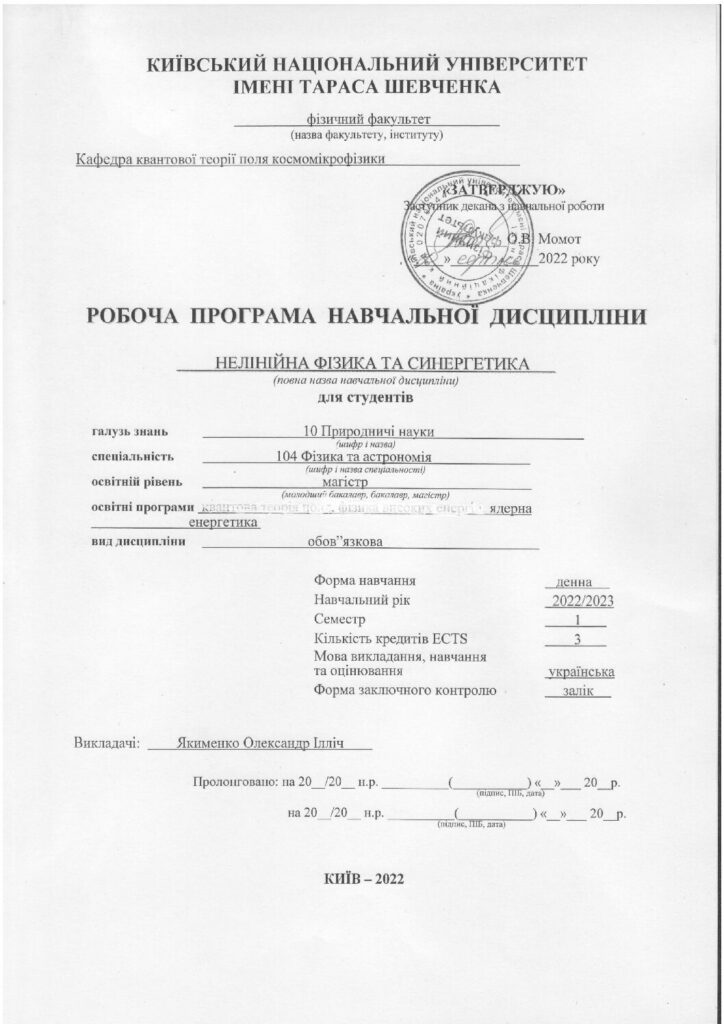 КИЇВСЬКИЙ НАЦІОНАЛЬНИЙ УНІВЕРСИТЕТ
ІМЕНІ ТАРАСА ШЕВЧЕНКА
фізичний факультет
(назва факультету, інституту)
Кафедра квантової теорії поля космомікрофізики
«ЗАТВЕРДЖУЮ»
Заступник декана з навчальної роботи
О.В. Момот
2022 року
РОБОЧА ПРОГРАМА НАВЧАЛЬНОЇ ДИСЦИПЛІНИ
НЕЛІНІЙНА ФІЗИКА ТА СИНЕРГЕТИКА
(повна назва навчальної дисципліни)
для студентів
галузь знань 10 Природничі науки
(шифр і назва)
спеціальність 104 Фізика та астрономія
(шифр і назва спеціальності)
освітній рівень магістр
(молодший бакалавр, бакалавр, магістр)
освітні програми квантова теорія поля, фізика високих енергій ядерна
енергетика
вид дисципліни обов"язкова
Форма навчання денна
Навчальний рік 2022/2023
Семестр 1
Кількість кредитів ECTS 3
Мова викладання, навчання
та оцінювання українська
Форма заключного контролю залік
Викладачі: Якименко Олександр Ілліч
Пролонговано: на 20__/20__ н.р. __________(___________) «__»___ 20__р.
(підпис, ПІБ, дата)
на 20__/20__ н.р. __________(___________) «__»___ 20__р.
(підпис, ПІБ, дата)
КИЇВ – 2022